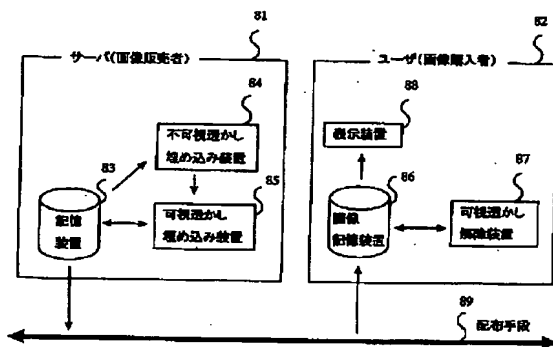 81
82
サーバ(画像販売者)
ユーザ(画像購入者)
84
88
不可視透かし
埋め込み装置
表示装置
83
85
86
87
記憶
装置
可視透かし
埋め込み装置
画像
記憶装置
可視透かし
解除装置
89
配布手段